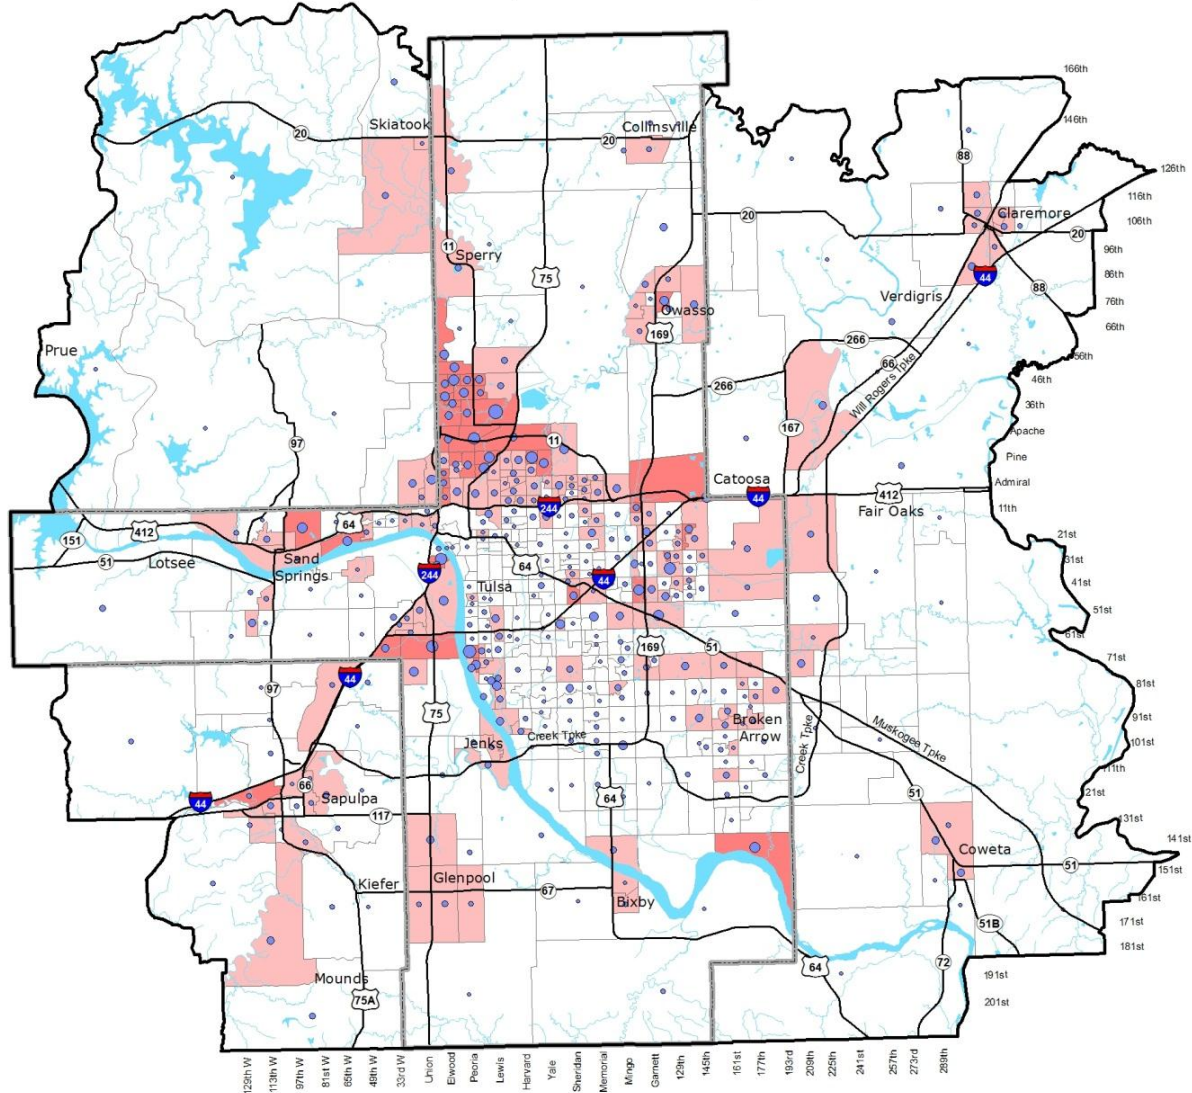 166th
146th
Skiatook
Collinsville
20
20
88
126th
116th
106th
Claremore
20
20
96th
11
Sperry
75
44
86th
88
Verdigris
76th
Owasso
66th
169
266
Prue
66
56th
46th
266
Will Rogers Tpke
36th
97
167
Apache
11
Pine
Catoosa
Admiral
44
412
244
Fair Oaks
11th
64
412
151
21st
51
Lotsee
Sand
Springs
31st
64
244
44
41st
Tulsa
51st
61st
169
51
71st
44
81st
97
75
91st
Broken
Arrow
Muskogee Tpke
Creek Tpke
Jenks
Creek Tpke
101st
111th
66
121st
Sapulpa
64
51
44
117
131st
141st
Coweta
51
151st
Kiefer
Glenpool
67
161st
Bixby
171st
51B
181st
64
72
191st
Mounds
75A
201st
129th W
113th W
97th W
81st W
65th W
49th W
33rd W
Union
Elwood
Peoria
Lewis
Harvard
Yale
Sheridan
Memorial
Mingo
Garnett
129th
145th
161st
177th
193rd
209th
225th
241st
257th
273rd
289th